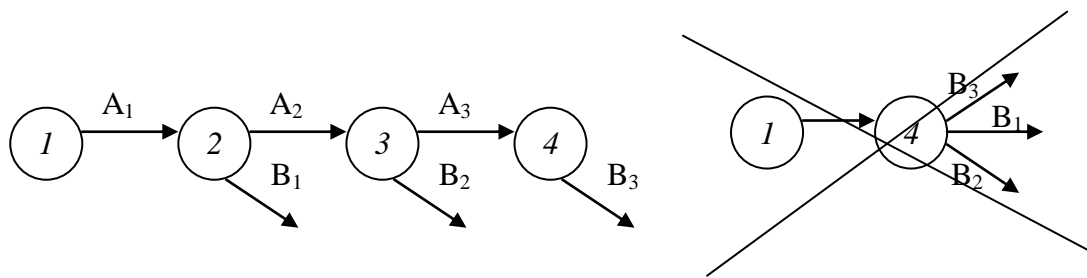 A₁ A₂ A₃
1 2 3 4
B₁ B₂ B₃
B₃
1 4 B₁
B₂